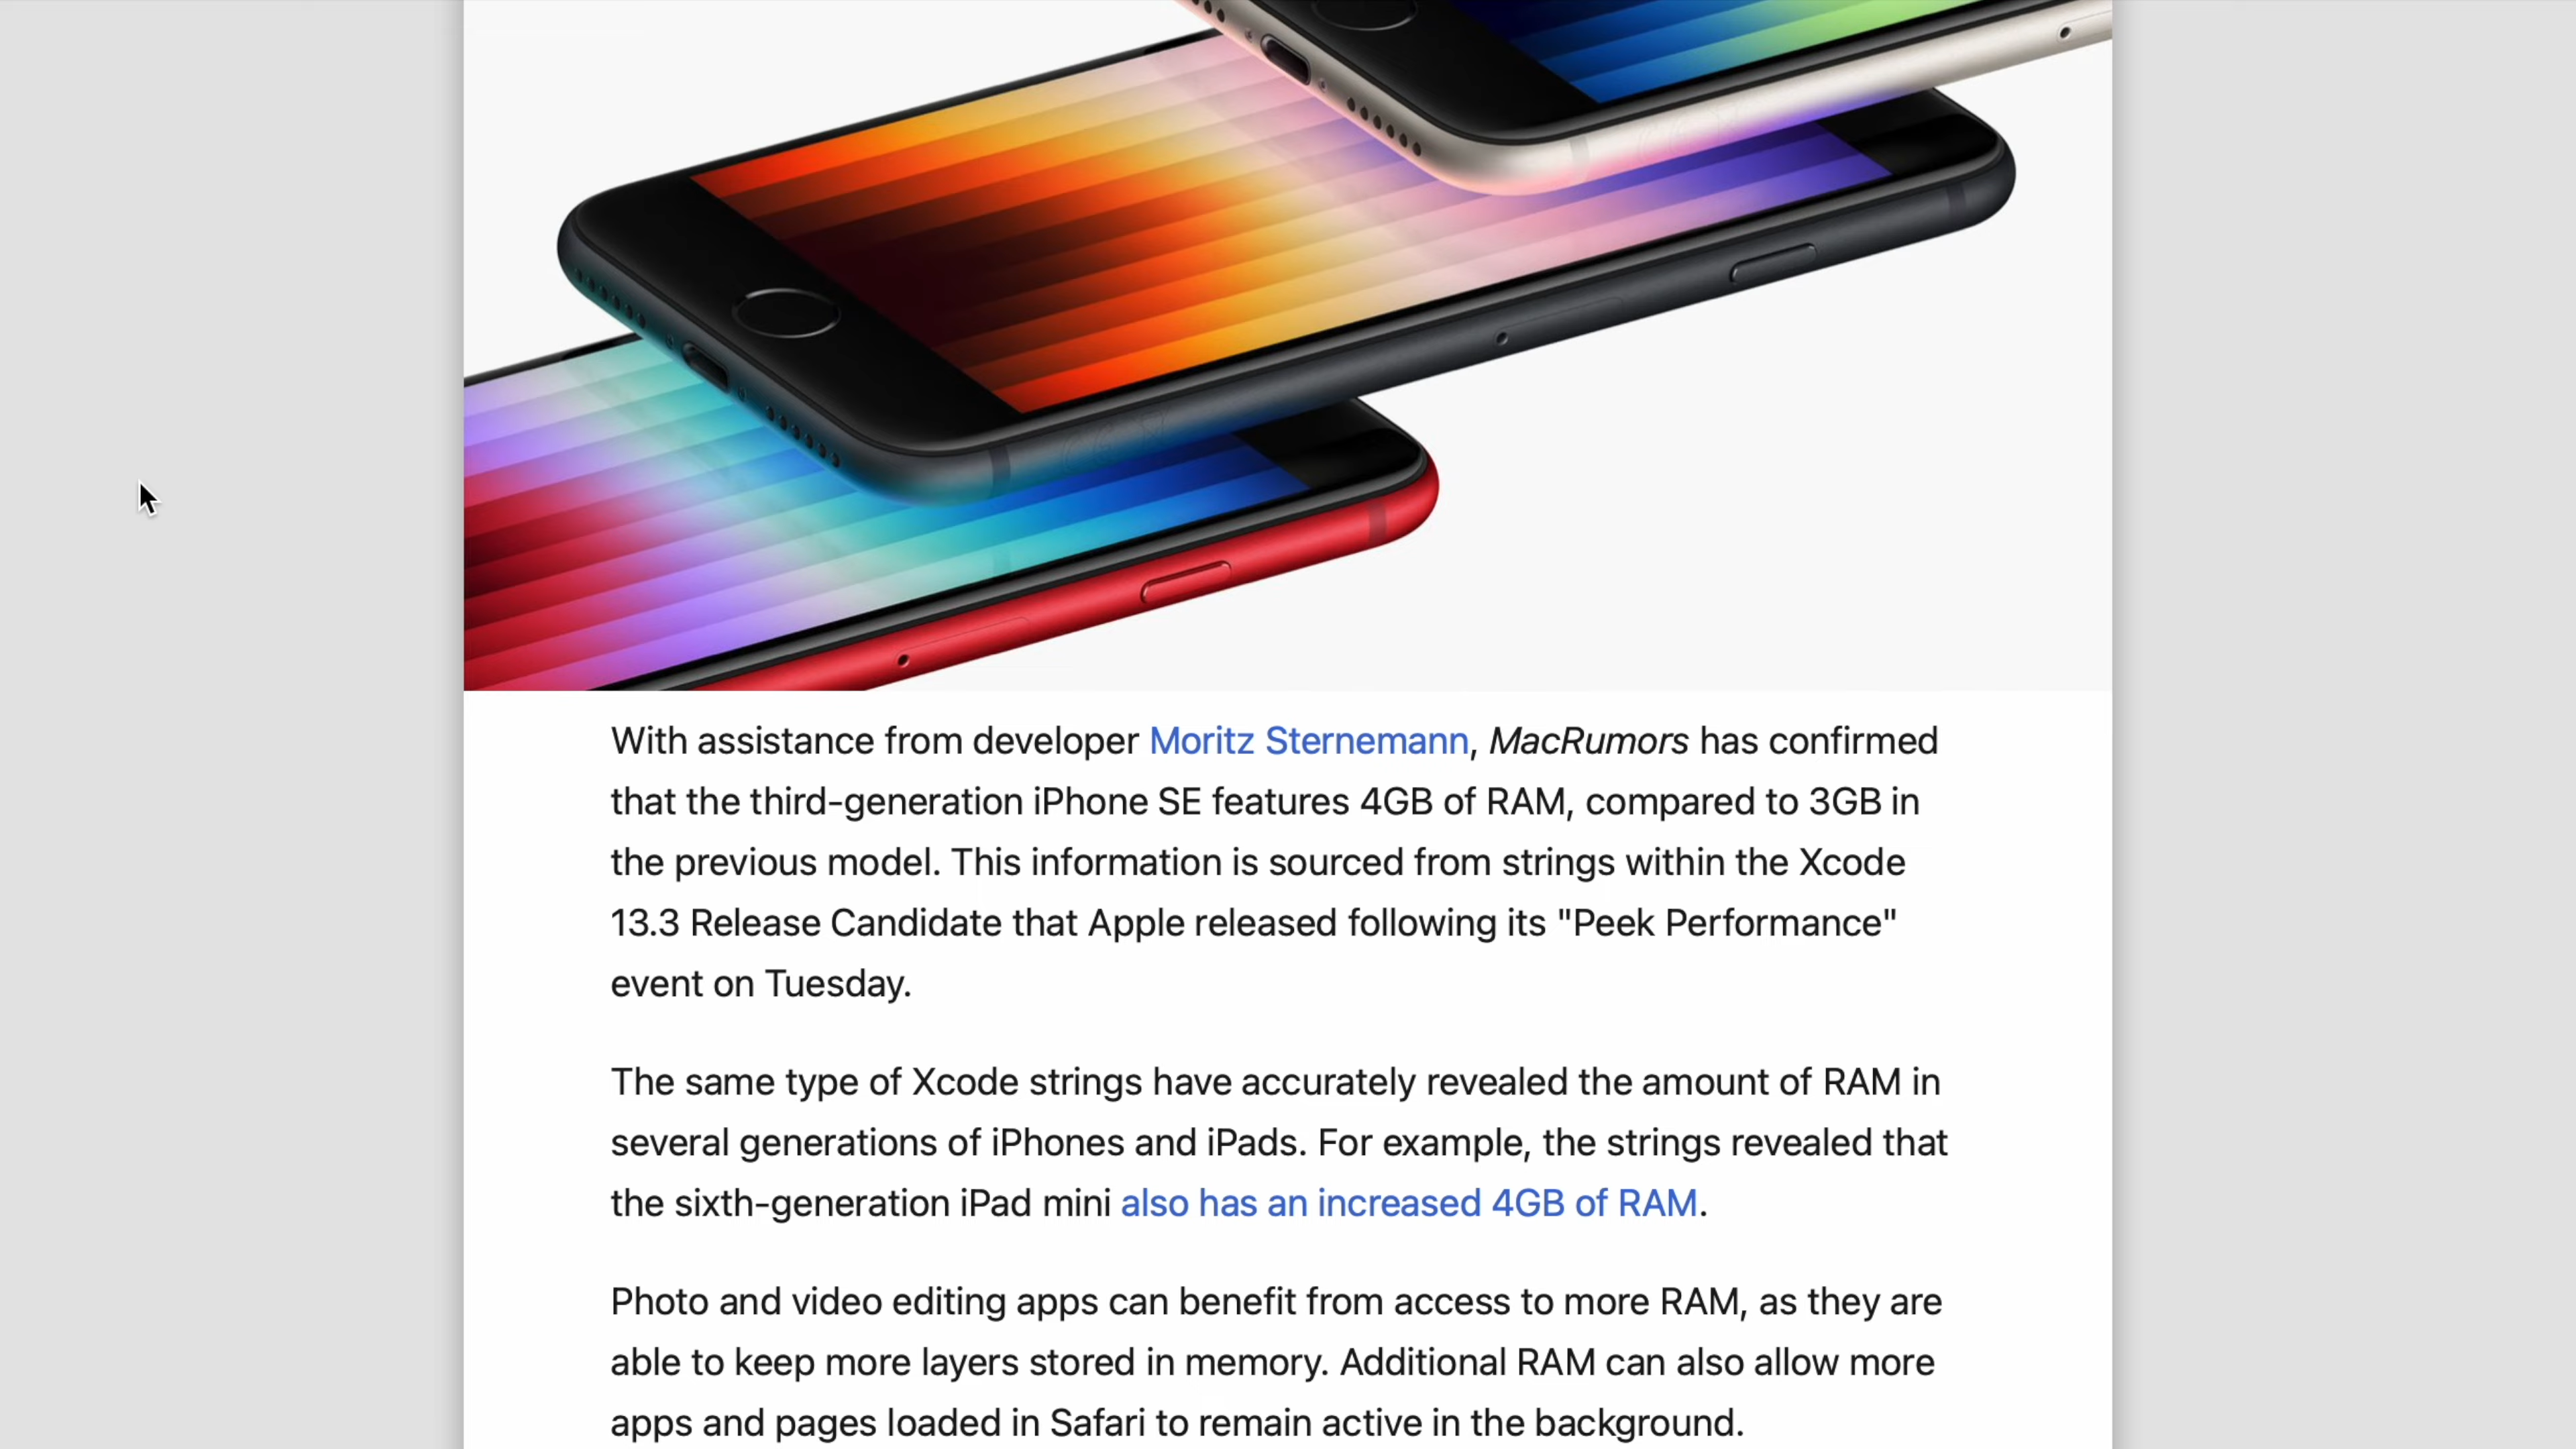 With assistance from developer Moritz Sternemann, MacRumors has confirmed
that the third-generation iPhone SE features 4GB of RAM, compared to 3GB in
the previous model. This information is sourced from strings within the Xcode
13.3 Release Candidate that Apple released following its "Peek Performance"
event on Tuesday.
The same type of Xcode strings have accurately revealed the amount of RAM in
several generations of iPhones and iPads. For example, the strings revealed that
the sixth-generation iPad mini also has an increased 4GB of RAM.
Photo and video editing apps can benefit from access to more RAM, as they are
able to keep more layers stored in memory. Additional RAM can also allow more
apps and pages loaded in Safari to remain active in the background.